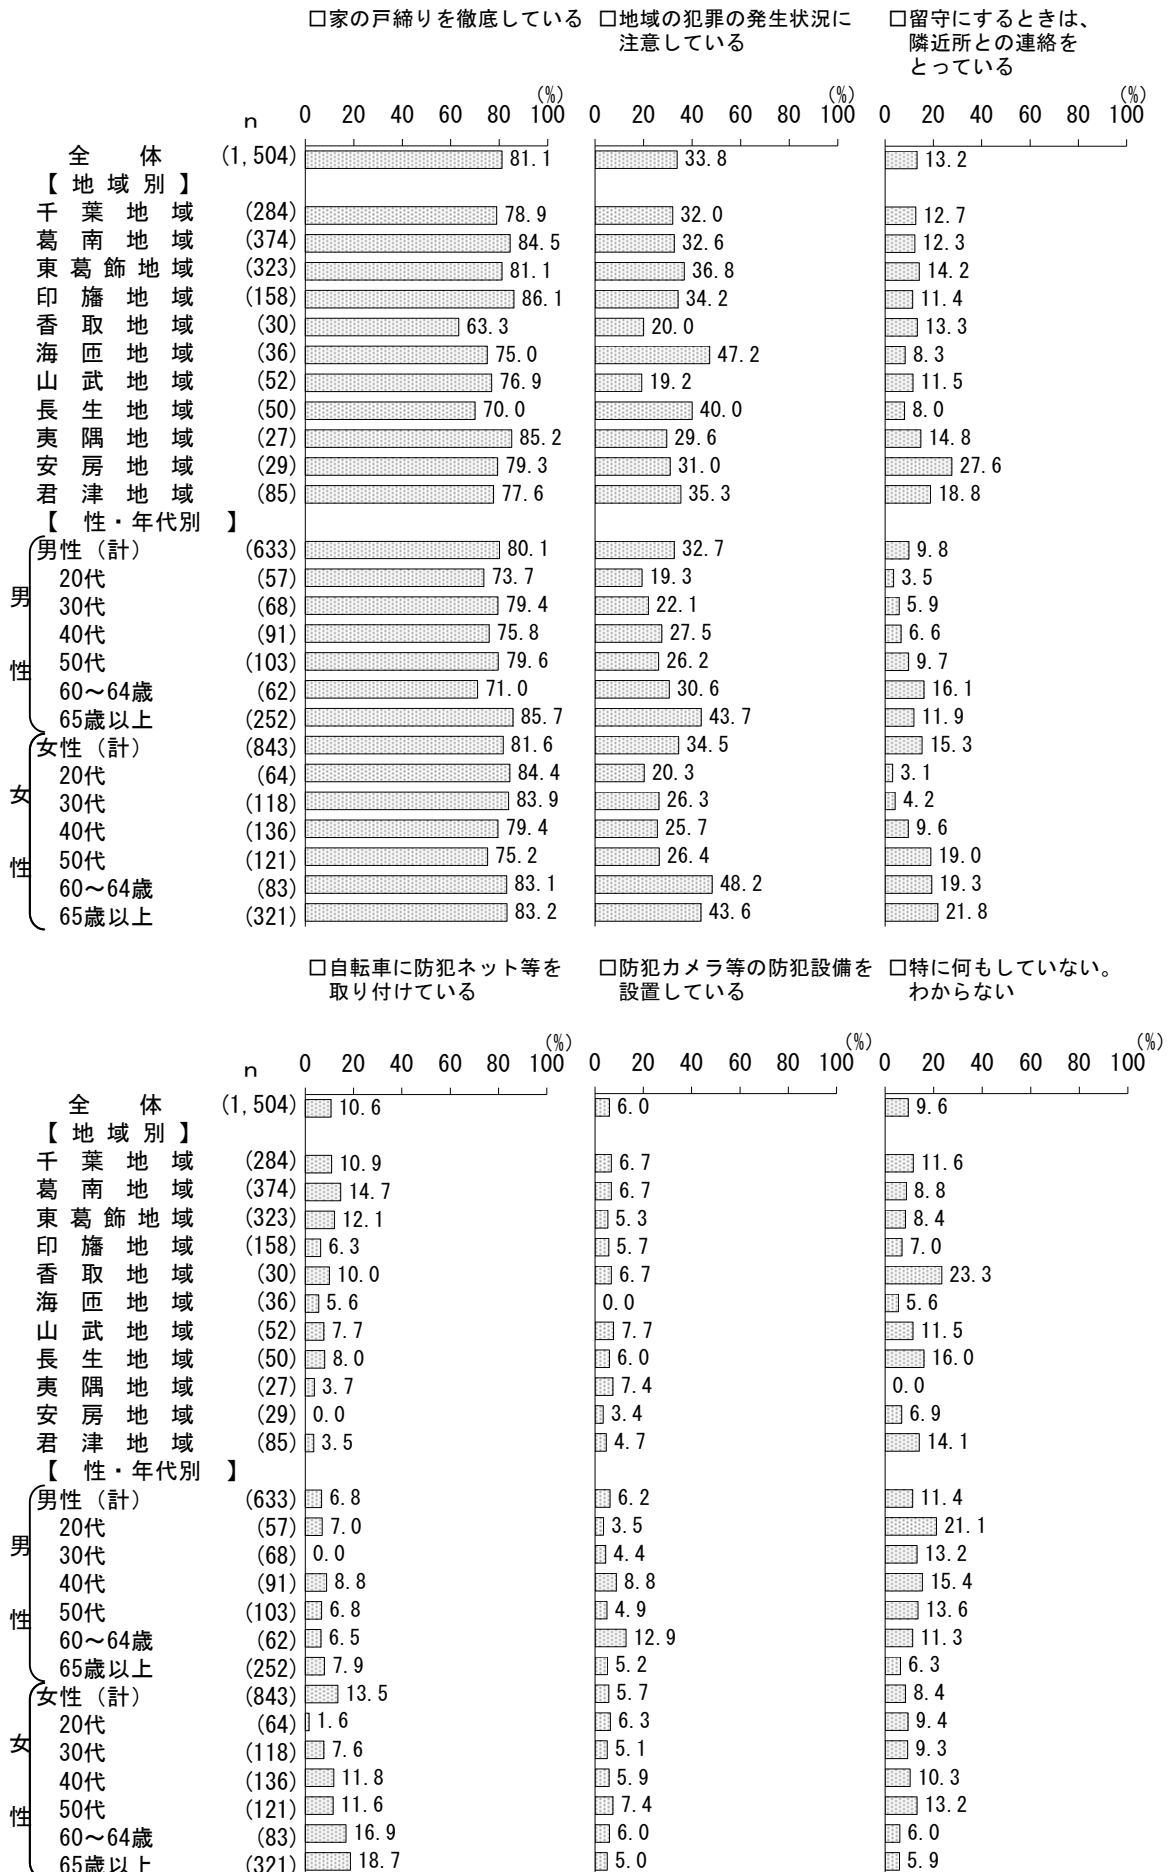 □家の戸締りを徹底している □地域の犯罪の発生状況に注意している □留守にするときは、隣近所との連絡をとっている
(%) (%) (%)
n 0 20 40 60 80 100 0 20 40 60 80 100 0 20 40 60 80 100
全体 (1,504) 81.1 33.8 13.2
【地域別】
千葉地域 (284) 78.9 32.0 12.7
葛南地域 (374) 84.5 32.6 12.3
東葛飾地域 (323) 81.1 36.8 14.2
印旛地域 (158) 86.1 34.2 11.4
香取地域 (30) 63.3 20.0 13.3
海匝地域 (36) 75.0 47.2 8.3
山武地域 (52) 76.9 19.2 11.5
長生地域 (50) 70.0 40.0 8.0
夷隅地域 (27) 85.2 29.6 14.8
安房地域 (29) 79.3 31.0 27.6
君津地域 (85) 77.6 35.3 18.8
【性・年代別】
男性
男性(計) (633) 80.1 32.7 9.8
20代 (57) 73.7 19.3 3.5
30代 (68) 79.4 22.1 5.9
40代 (91) 75.8 27.5 6.6
50代 (103) 79.6 26.2 9.7
60~64歳 (62) 71.0 30.6 16.1
65歳以上 (252) 85.7 43.7 11.9
女性
女性(計) (843) 81.6 34.5 15.3
20代 (64) 84.4 20.3 3.1
30代 (118) 83.9 26.3 4.2
40代 (136) 79.4 25.7 9.6
50代 (121) 75.2 26.4 19.0
60~64歳 (83) 83.1 48.2 19.3
65歳以上 (321) 83.2 43.6 21.8
□自転車に防犯ネット等を取り付けている □防犯カメラ等の防犯設備を設置している □特に何もしていない。わからない
(%) (%) (%)
n 0 20 40 60 80 100 0 20 40 60 80 100 0 20 40 60 80 100
全体 (1,504) 10.6 6.0 9.6
【地域別】
千葉地域 (284) 10.9 6.7 11.6
葛南地域 (374) 14.7 6.7 8.8
東葛飾地域 (323) 12.1 5.3 8.4
印旛地域 (158) 6.3 5.7 7.0
香取地域 (30) 10.0 6.7 23.3
海匝地域 (36) 5.6 0.0 5.6
山武地域 (52) 7.7 7.7 11.5
長生地域 (50) 8.0 6.0 16.0
夷隅地域 (27) 3.7 7.4 0.0
安房地域 (29) 0.0 3.4 6.9
君津地域 (85) 3.5 4.7 14.1
【性・年代別】
男性
男性(計) (633) 6.8 6.2 11.4
20代 (57) 7.0 3.5 21.1
30代 (68) 0.0 4.4 13.2
40代 (91) 8.8 8.8 15.4
50代 (103) 6.8 4.9 13.6
60~64歳 (62) 6.5 12.9 11.3
65歳以上 (252) 7.9 5.2 6.3
女性
女性(計) (843) 13.5 5.7 8.4
20代 (64) 1.6 6.3 9.4
30代 (118) 7.6 5.1 9.3
40代 (136) 11.8 5.9 10.3
50代 (121) 11.6 7.4 13.2
60~64歳 (83) 16.9 6.0 6.0
65歳以上 (321) 18.7 5.0 5.9